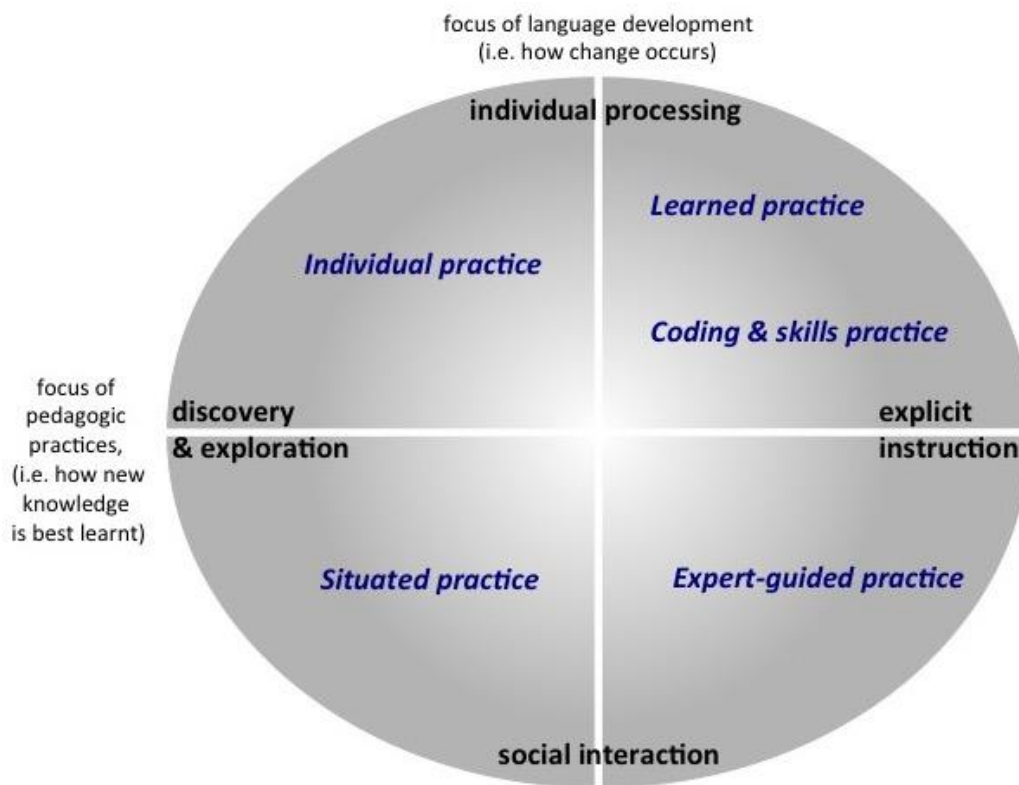 focus of language development
(i.e. how change occurs)
individual processing
Learned practice
Individual practice
Coding & skills practice
focus of
pedagogic
practices,
(i.e. how new
knowledge
is best learnt)
discovery
& exploration
explicit
instruction
Situated practice
Expert-guided practice
social interaction